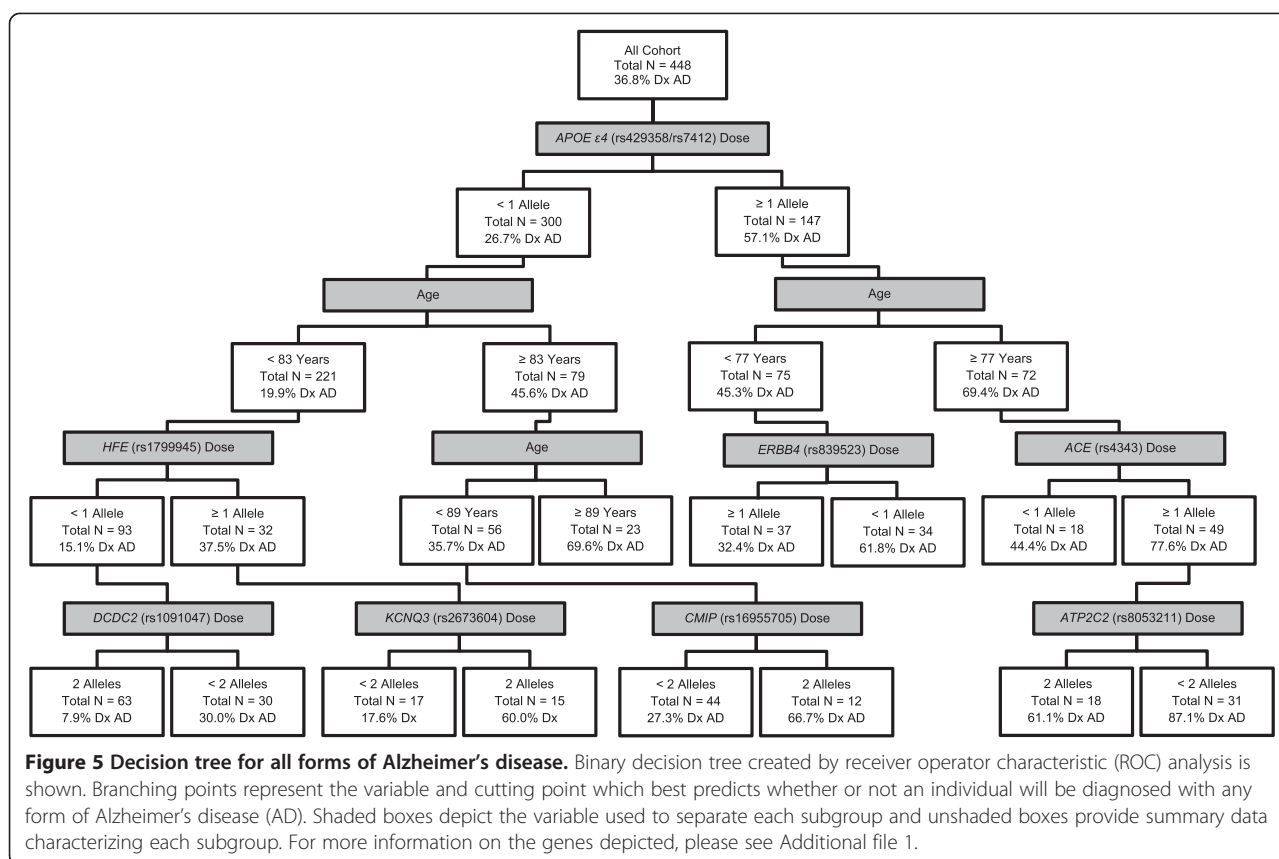 All Cohort
Total N = 448
36.8% Dx AD
APOE ε4 (rs429358/rs7412) Dose
< 1 Allele
Total N = 300
26.7% Dx AD
≥ 1 Allele
Total N = 147
57.1% Dx AD
Age
Age
< 83 Years
Total N = 221
19.9% Dx AD
≥ 83 Years
Total N = 79
45.6% Dx AD
< 77 Years
Total N = 75
45.3% Dx AD
≥ 77 Years
Total N = 72
69.4% Dx AD
HFE (rs1799945) Dose
Age
ERBB4 (rs839523) Dose
ACE (rs4343) Dose
< 1 Allele
Total N = 93
15.1% Dx AD
≥ 1 Allele
Total N = 32
37.5% Dx AD
< 89 Years
Total N = 56
35.7% Dx AD
≥ 89 Years
Total N = 23
69.6% Dx AD
≥ 1 Allele
Total N = 37
32.4% Dx AD
< 1 Allele
Total N = 34
61.8% Dx AD
< 1 Allele
Total N = 18
44.4% Dx AD
≥ 1 Allele
Total N = 49
77.6% Dx AD
DCDC2 (rs1091047) Dose
KCNQ3 (rs2673604) Dose
CMIP (rs16955705) Dose
ATP2C2 (rs8053211) Dose
2 Alleles
Total N = 63
7.9% Dx AD
< 2 Alleles
Total N = 30
30.0% Dx AD
< 2 Alleles
Total N = 17
17.6% Dx
2 Alleles
Total N = 15
60.0% Dx
< 2 Alleles
Total N = 44
27.3% Dx AD
2 Alleles
Total N = 12
66.7% Dx AD
2 Alleles
Total N = 18
61.1% Dx AD
< 2 Alleles
Total N = 31
87.1% Dx AD
Figure 5 Decision tree for all forms of Alzheimer's disease. Binary decision tree created by receiver operator characteristic (ROC) analysis is
shown. Branching points represent the variable and cutting point which best predicts whether or not an individual will be diagnosed with any
form of Alzheimer's disease (AD). Shaded boxes depict the variable used to separate each subgroup and unshaded boxes provide summary data
characterizing each subgroup. For more information on the genes depicted, please see Additional file 1.